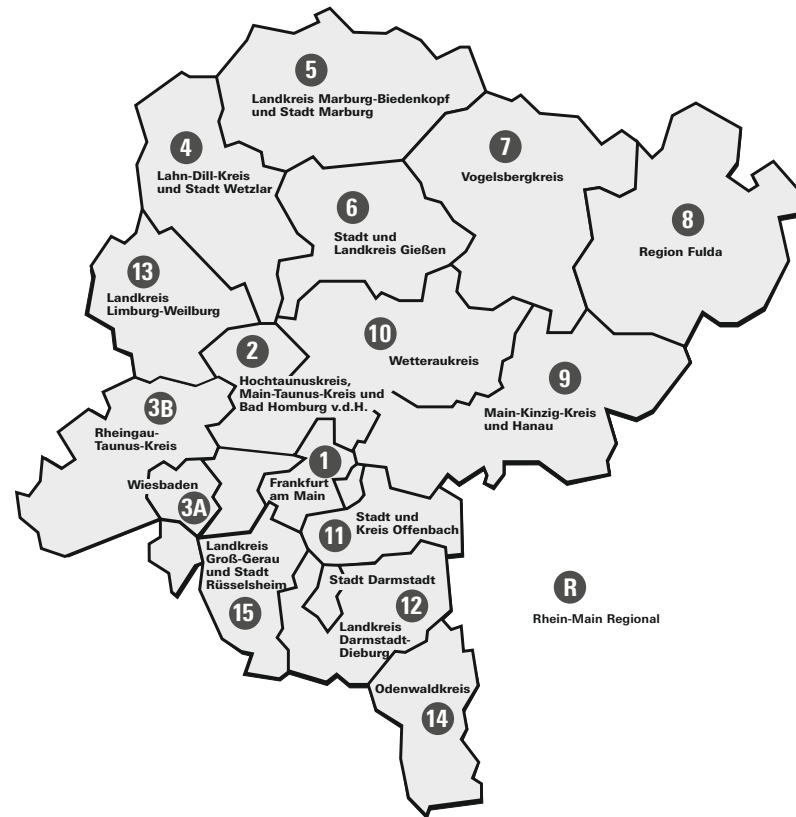 5
Landkreis Marburg-Biedenkopf
und Stadt Marburg
4
Lahn-Dill-Kreis
und Stadt Wetzlar
7
Vogelsbergkreis
6
Stadt und
Landkreis Gießen
8
Region Fulda
13
Landkreis
Limburg-Weilburg
10
Wetteraukreis
2
Hochtaunuskreis,
Main-Taunus-Kreis und
Bad Homburg v.d.H.
9
Main-Kinzig-Kreis
und Hanau
3B
Rheingau-
Taunus-Kreis
1
Frankfurt
am Main
Wiesbaden
3A
Stadt und
Kreis Offenbach
11
Landkreis
Groß-Gerau
und Stadt
Rüsselsheim
15
Stadt Darmstadt
12
Landkreis
Darmstadt-
Dieburg
R
Rhein-Main Regional
Odenwaldkreis
14